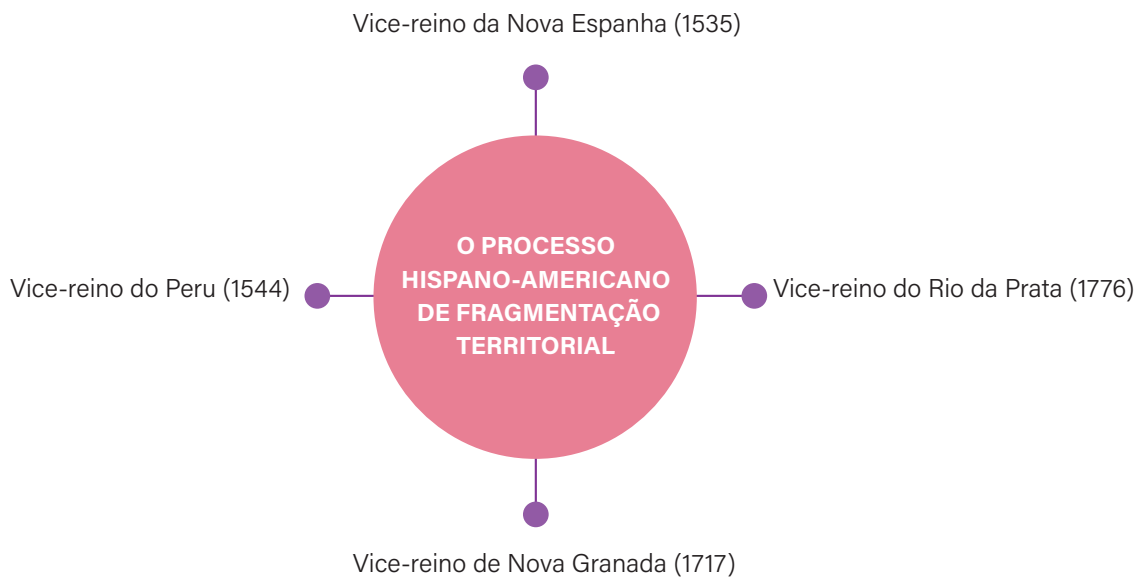 Vice-reino da Nova Espanha (1535)
O PROCESSO
HISPANO-AMERICANO
DE FRAGMENTAÇÃO
TERRITORIAL
Vice-reino do Peru (1544)
Vice-reino do Rio da Prata (1776)
Vice-reino de Nova Granada (1717)